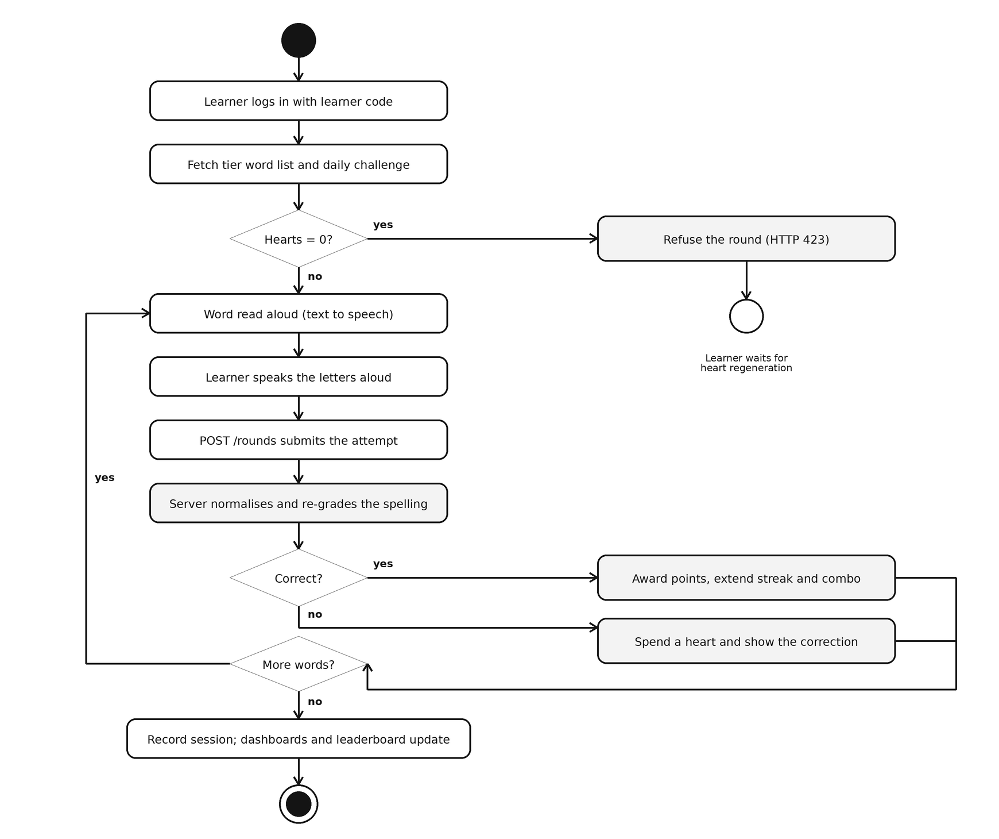 Learner logs in with learner code
Fetch tier word list and daily challenge
Hearts = 0?
yes
Refuse the round (HTTP 423)
no
Learner waits for
heart regeneration
Word read aloud (text to speech)
Learner speaks the letters aloud
POST /rounds submits the attempt
yes
Server normalises and re-grades the spelling
Correct?
yes
Award points, extend streak and combo
no
Spend a heart and show the correction
More words?
no
Record session; dashboards and leaderboard update